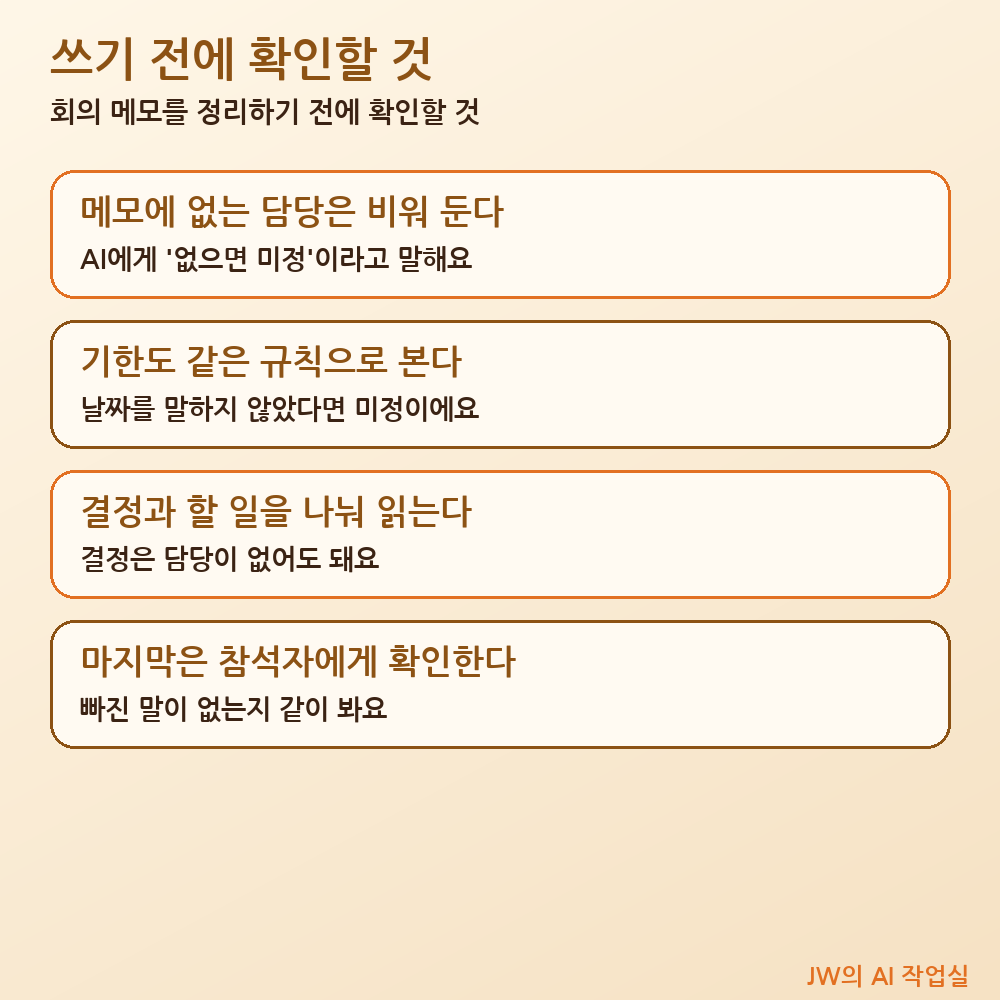 쓰기 전에 확인할 것
회의 메모를 정리하기 전에 확인할 것
메모에 없는 담당은 비워 둔다
AI에게 '없으면 미정'이라고 말해요
기한도 같은 규칙으로 본다
날짜를 말하지 않았다면 미정이에요
결정과 할 일을 나눠 읽는다
결정은 담당이 없어도 돼요
마지막은 참석자에게 확인한다
빠진 말이 없는지 같이 봐요
JW의 AI 작업실